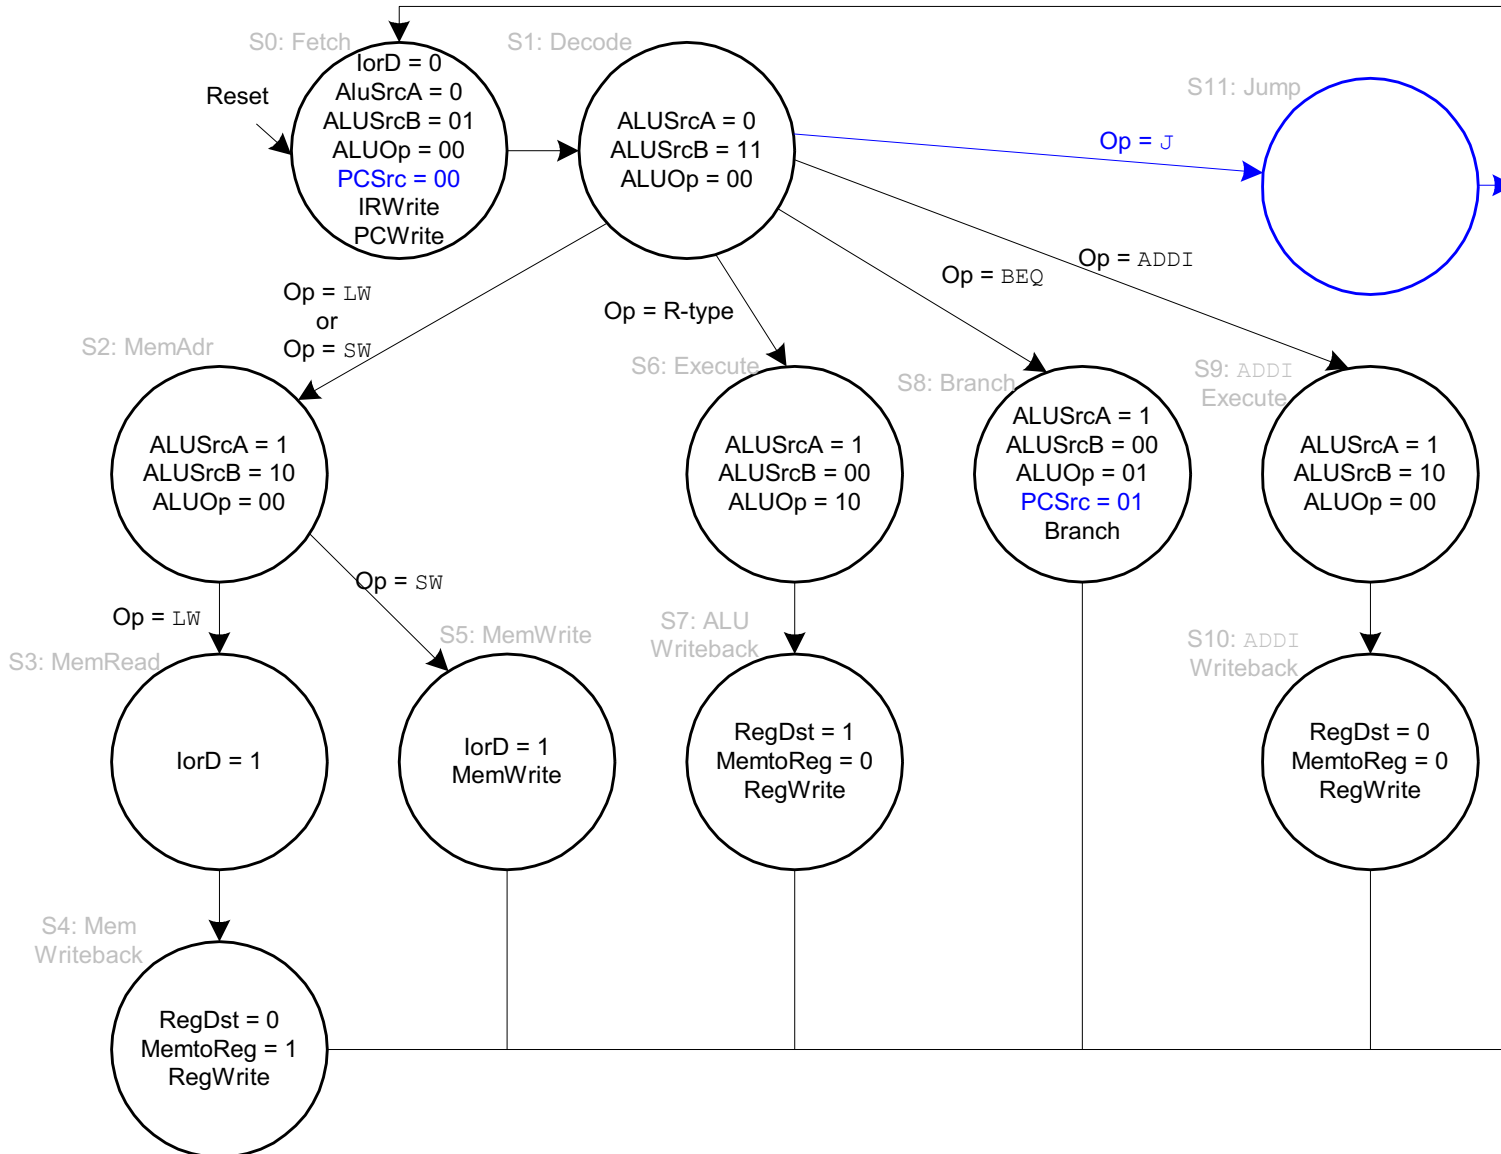 S0: Fetch
IorD = 0
AluSrcA = 0
ALUSrcB = 01
ALUOp = 00
PCSrc = 00
IRWrite
PCWrite
Reset
S1: Decode
ALUSrcA = 0
ALUSrcB = 11
ALUOp = 00
S11: Jump
Op = J
Op = ADDI
Op = BEQ
Op = R-type
Op = LW
or
Op = SW
S2: MemAdr
ALUSrcA = 1
ALUSrcB = 10
ALUOp = 00
S6: Execute
ALUSrcA = 1
ALUSrcB = 00
ALUOp = 10
S8: Branch
ALUSrcA = 1
ALUSrcB = 00
ALUOp = 01
PCSrc = 01
Branch
S9: ADDI
Execute
ALUSrcA = 1
ALUSrcB = 10
ALUOp = 00
Op = LW
Op = SW
S3: MemRead
IorD = 1
S5: MemWrite
IorD = 1
MemWrite
S7: ALU
Writeback
RegDst = 1
MemtoReg = 0
RegWrite
S10: ADDI
Writeback
RegDst = 0
MemtoReg = 0
RegWrite
S4: Mem
Writeback
RegDst = 0
MemtoReg = 1
RegWrite